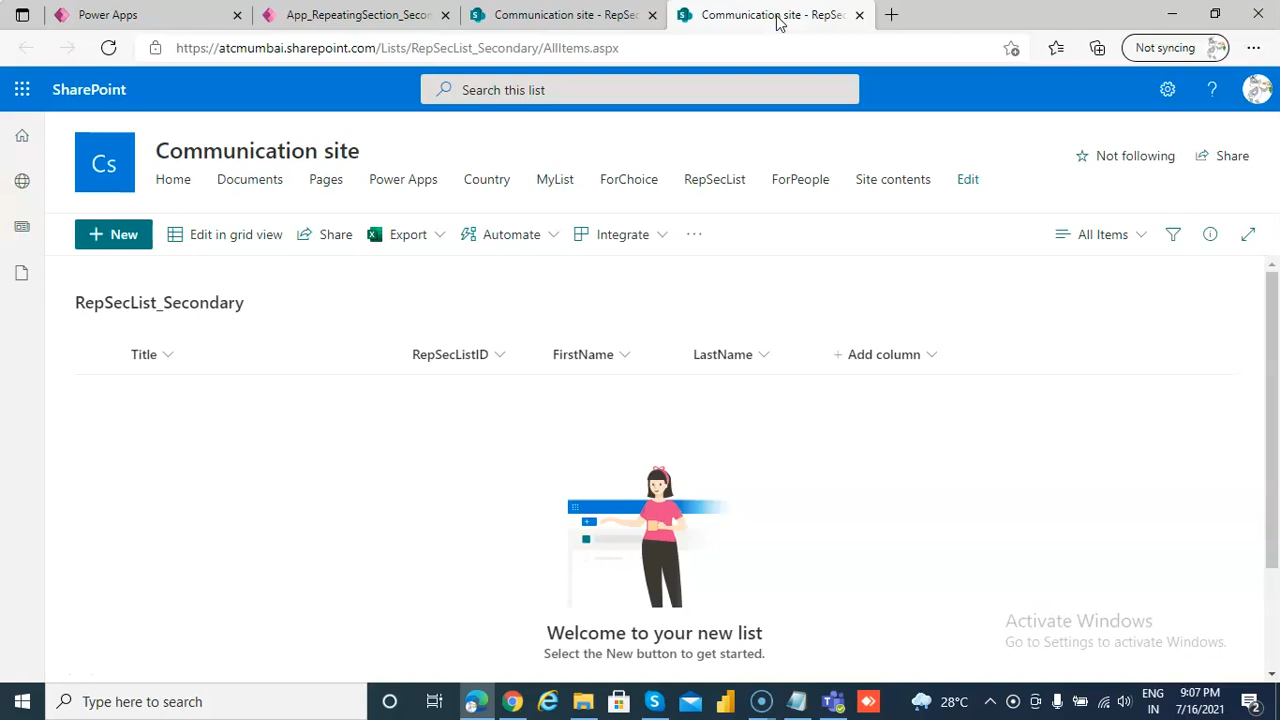 Power Apps
App_RepeatingSection_Secon
Communication site - RepSec
Communication site - RepSec
https://atcmumbai.sharepoint.com/Lists/RepSecList_Secondary/AllItems.aspx
Not syncing
SharePoint
Search this list
Cs
Communication site
Home
Documents
Pages
Power Apps
Country
MyList
ForChoice
RepSecList
ForPeople
Site contents
Edit
Not following
Share
New
Edit in grid view
Share
Export
Automate
Integrate
All Items
RepSecList_Secondary
Title
RepSecListID
FirstName
LastName
Add column
Welcome to your new list
Select the New button to get started.
Activate Windows
Go to Settings to activate Windows.
Type here to search
28°C
ENG
IN
9:07 PM
7/16/2021
2